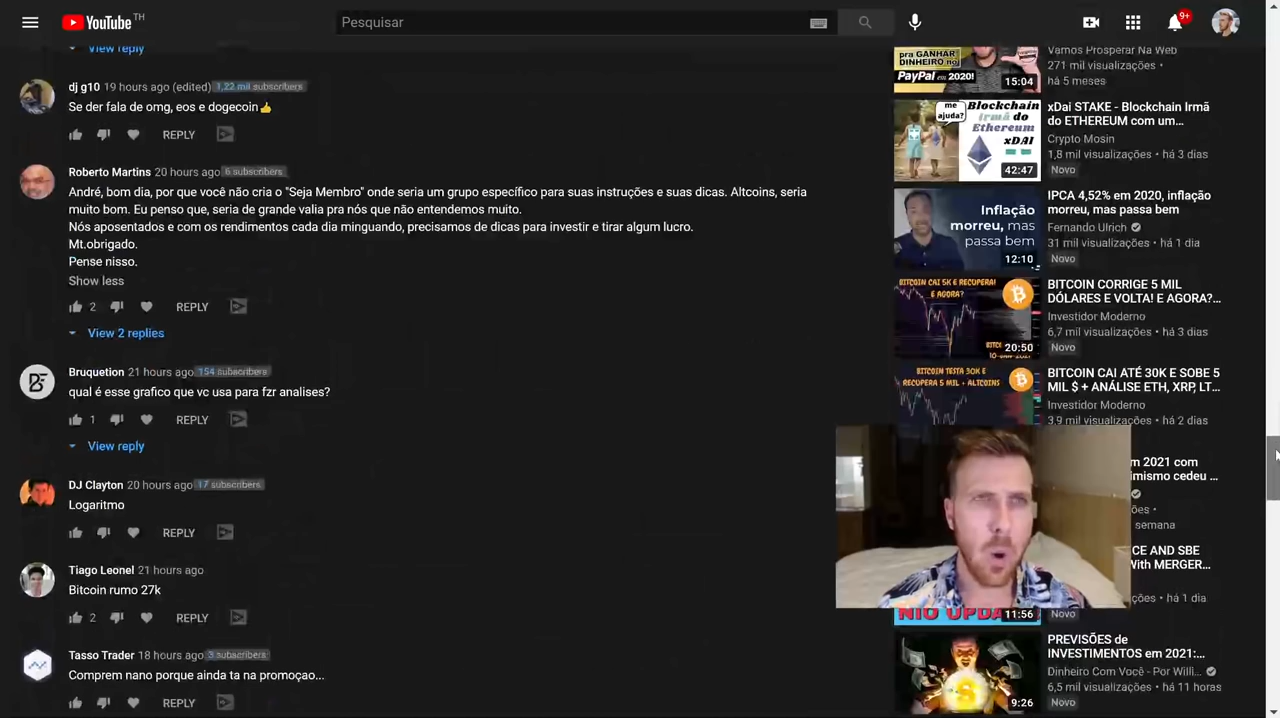 YouTube TH
Pesquisar
9+
View reply
dj g10 19 hours ago (edited) 1,22 mil subscribers
Se der fala de omg, eos e dogecoin👍
REPLY
Roberto Martins 20 hours ago 6 subscribers
André, bom dia, por que você não cria o "Seja Membro" onde seria um grupo específico para suas instruções e suas dicas. Altcoins, seria
muito bom. Eu penso que, seria de grande valia pra nós que não entendemos muito.
Nós aposentados e com os rendimentos cada dia minguando, precisamos de dicas para investir e tirar algum lucro.
Mt.obrigado.
Pense nisso.
Show less
2 REPLY
View 2 replies
Bruquetion 21 hours ago 154 subscribers
qual é esse grafico que vc usa para fzr analises?
1 REPLY
View reply
DJ Clayton 20 hours ago 17 subscribers
Logaritmo
REPLY
Tiago Leonel 21 hours ago
Bitcoin rumo 27k
2 REPLY
Tasso Trader 18 hours ago 3 subscribers
Comprem nano porque ainda ta na promoçao...
REPLY
pra GANHAR
DINHEIRO no
PayPal em 2020!
15:04
Vamos Prosperar Na Web
271 mil visualizações •
há 5 meses
me
ajuda?
Blockchain
irmã do
Ethereum
xDAI
42:47
xDai STAKE - Blockchain Irmã
do ETHEREUM com um…
Crypto Mosin
1,8 mil visualizações • há 3 dias
Novo
Inflação
morreu, mas
passa bem
12:10
IPCA 4,52% em 2020, inflação
morreu, mas passa bem
Fernando Ulrich
31 mil visualizações • há 1 dia
Novo
BITCOIN CAI 5K E RECUPERA!
E AGORA?
20:50
BITCOIN CORRIGE 5 MIL
DÓLARES E VOLTA! E AGORA?…
Investidor Moderno
6,7 mil visualizações • há 3 dias
Novo
BITCOIN TESTA 30K E
RECUPERA 5 MIL + ALTCOINS
BITCOIN CAI ATÉ 30K E SOBE 5
MIL $ + ANÁLISE ETH, XRP, LT…
Investidor Moderno
3,9 mil visualizações • há 2 dias
m 2021 com
imismo cedeu …
semana
CE AND SBE
With MERGER…
há 1 dia
Novo
NIO UPDA
11:56
PREVISÕES de
INVESTIMENTOS em 2021:…
Dinheiro Com Você - Por Willi…
6,5 mil visualizações • há 11 horas
Novo
9:26